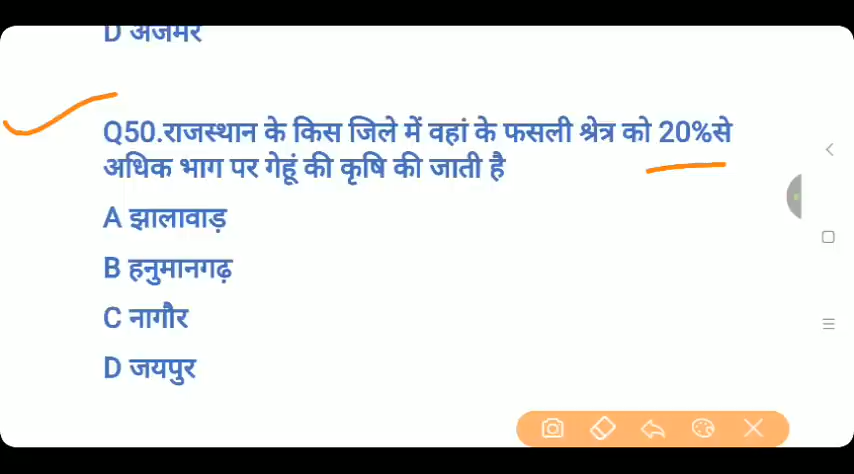 D अजमेर
Q50.राजस्थान के किस जिले में वहां के फसली श्रेत्र को 20%से
अधिक भाग पर गेहूं की कृषि की जाती है
A झालावाड़
B हनुमानगढ़
C नागौर
D जयपुर